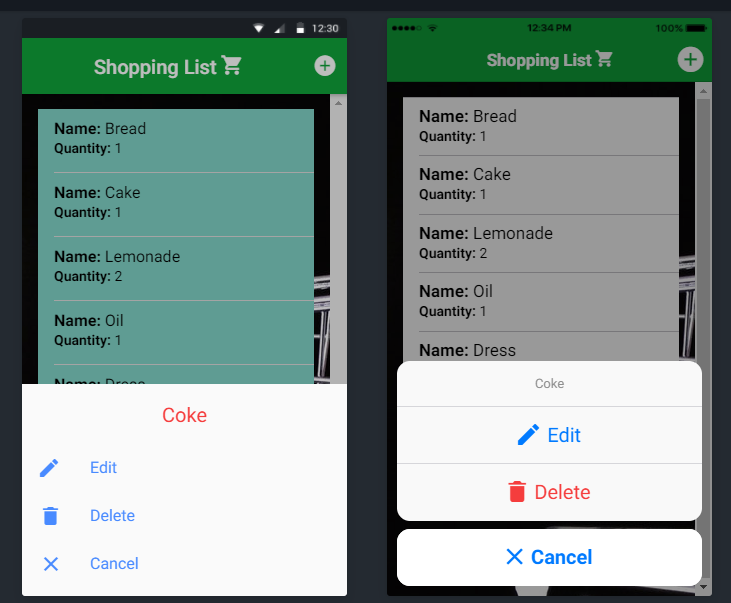 12:30
Shopping List
Name: Bread
Quantity: 1
Name: Cake
Quantity: 1
Name: Lemonade
Quantity: 2
Name: Oil
Quantity: 1
Name: Dress
Coke
Edit
Delete
Cancel
12:34 PM
100%
Shopping List
Name: Bread
Quantity: 1
Name: Cake
Quantity: 1
Name: Lemonade
Quantity: 2
Name: Oil
Quantity: 1
Name: Dress
Coke
Edit
Delete
Cancel